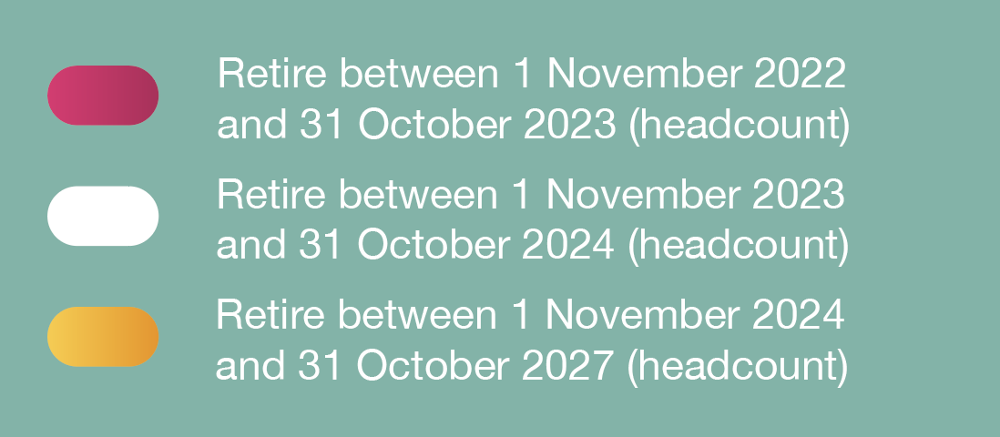 Retire between 1 November 2022
and 31 October 2023 (headcount)
Retire between 1 November 2023
and 31 October 2024 (headcount)
Retire between 1 November 2024
and 31 October 2027 (headcount)